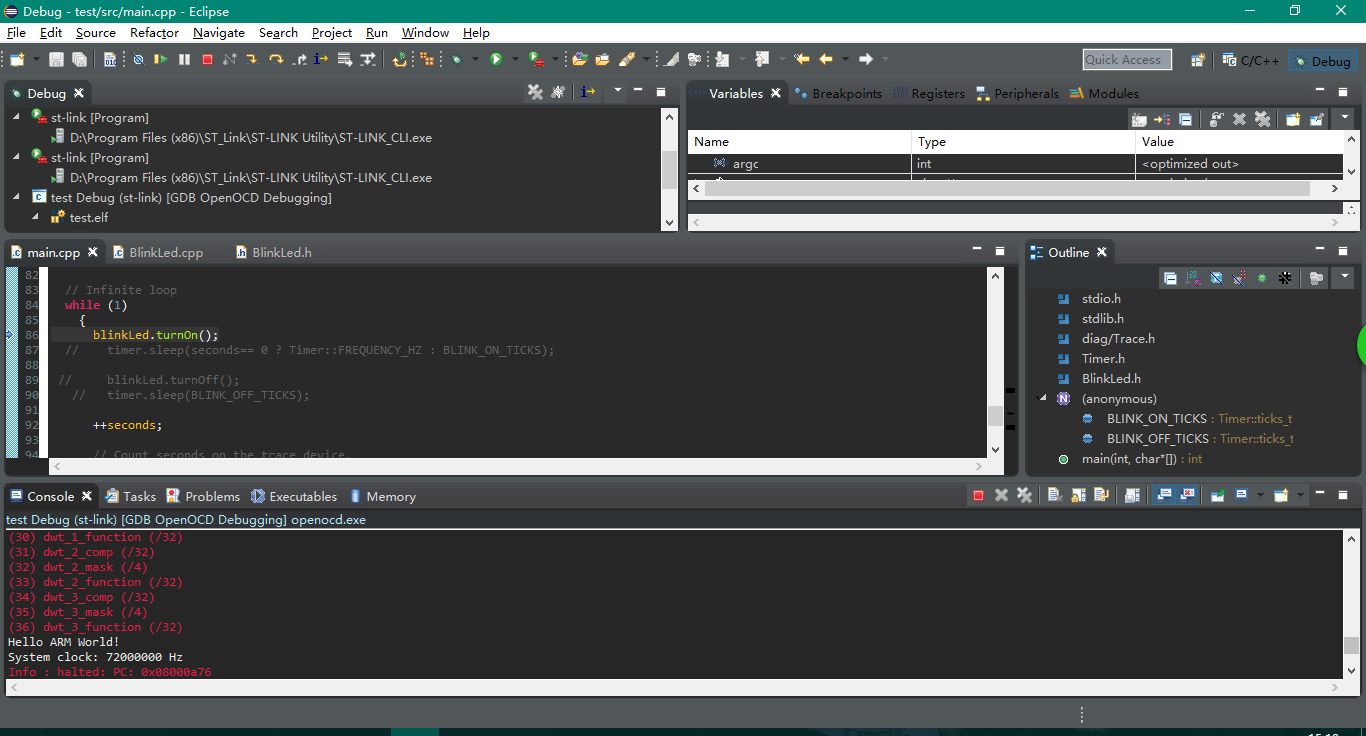 Debug - test/src/main.cpp - Eclipse
File Edit Source Refactor Navigate Search Project Run Window Help
Quick Access C/C++ Debug
Debug
st-link [Program]
D:\Program Files (x86)\ST_Link\ST-LINK Utility\ST-LINK_CLI.exe
st-link [Program]
D:\Program Files (x86)\ST_Link\ST-LINK Utility\ST-LINK_CLI.exe
test Debug (st-link) [GDB OpenOCD Debugging]
test.elf
Variables Breakpoints Registers Peripherals Modules
Name Type Value
argc int <optimized out>
main.cpp BlinkLed.cpp BlinkLed.h
82
83 // Infinite loop
84 while (1)
85 {
86 blinkLed.turnOn();
87 // timer.sleep(seconds== 0 ? Timer::FREQUENCY_HZ : BLINK_ON_TICKS);
88
89 // blinkLed.turnOff();
90 // timer.sleep(BLINK_OFF_TICKS);
91
92 ++seconds;
93
94 // Count seconds on the trace device.
Outline
stdio.h
stdlib.h
diag/Trace.h
Timer.h
BlinkLed.h
N (anonymous)
BLINK_ON_TICKS : Timer::ticks_t
BLINK_OFF_TICKS : Timer::ticks_t
main(int, char*[]) : int
Console Tasks Problems Executables Memory
test Debug (st-link) [GDB OpenOCD Debugging] openocd.exe
(30) dwt_1_function (/32)
(31) dwt_2_comp (/32)
(32) dwt_2_mask (/4)
(33) dwt_2_function (/32)
(34) dwt_3_comp (/32)
(35) dwt_3_mask (/4)
(36) dwt_3_function (/32)
Hello ARM World!
System clock: 72000000 Hz
Info : halted: PC: 0x08000a76